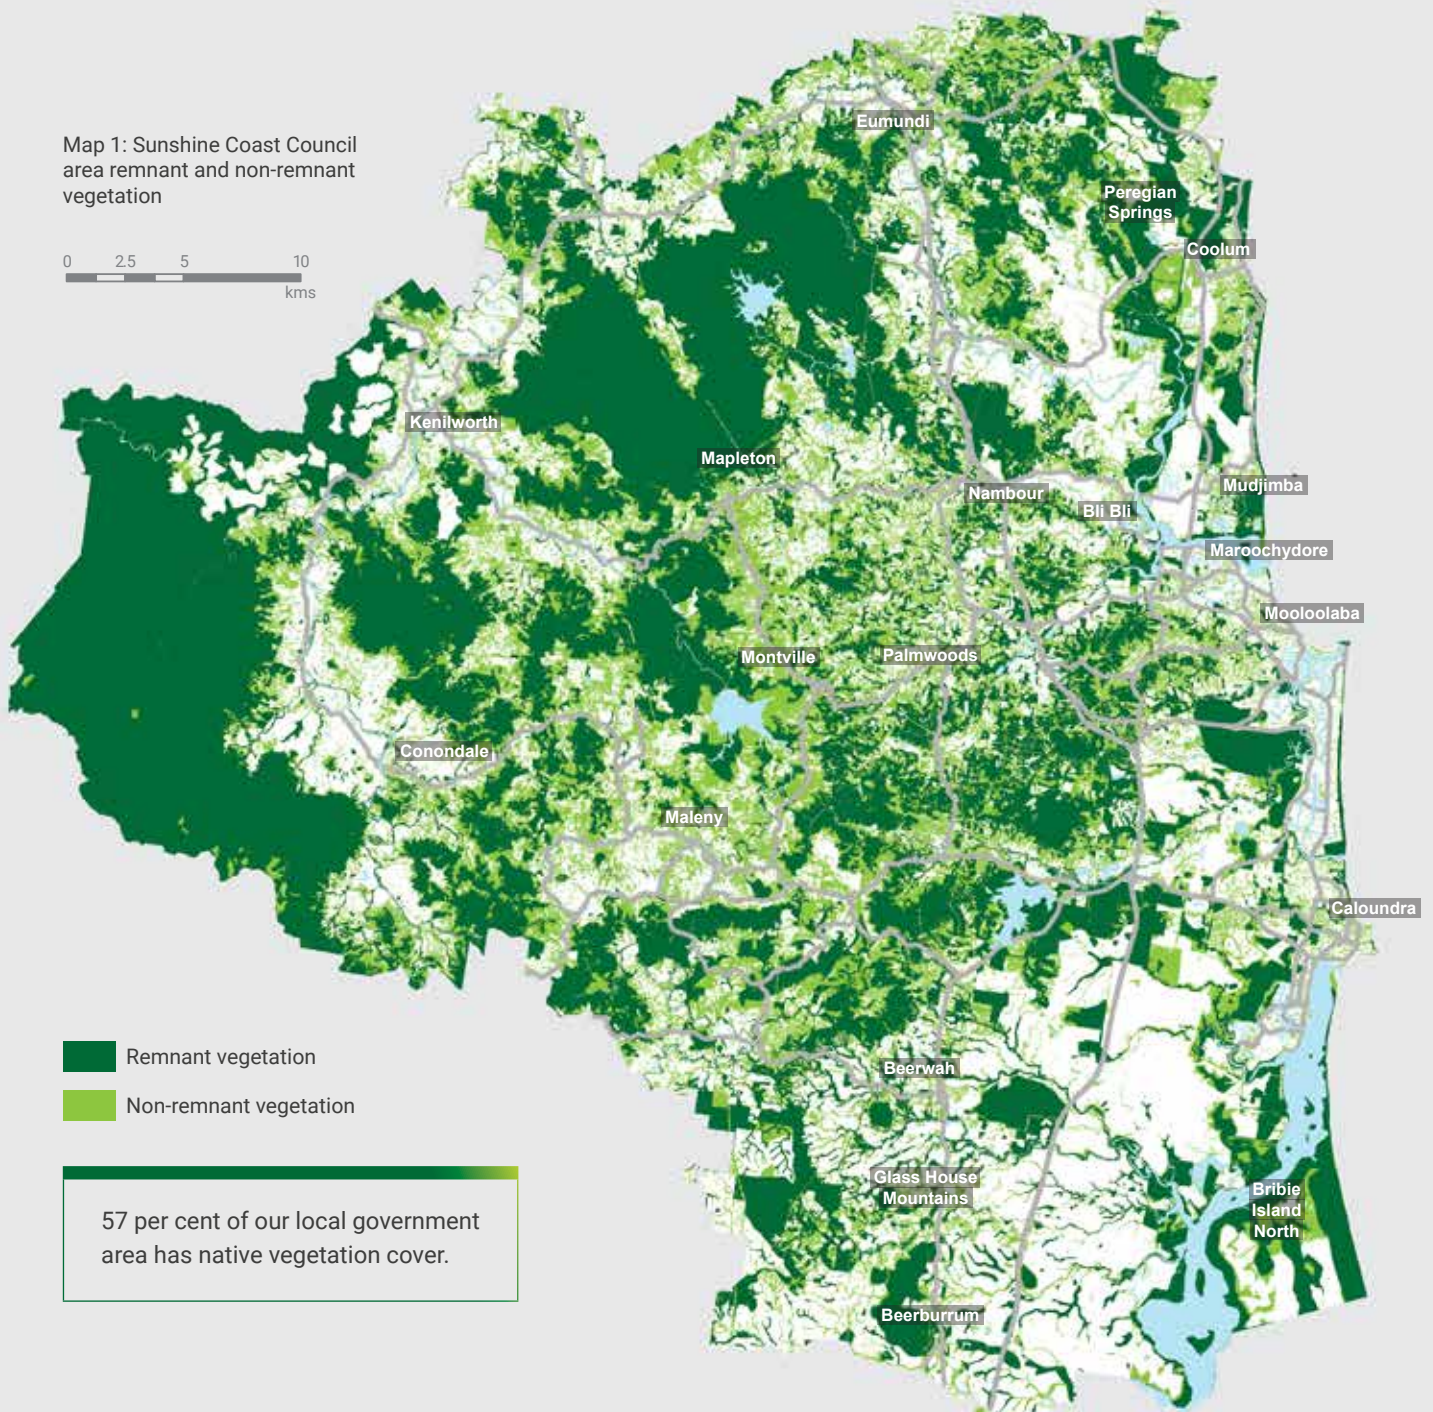 Map 1: Sunshine Coast Council
area remnant and non-remnant
vegetation
0 2.5 5 10
kms
Eumundi
Peregian
Springs
Coolum
Kenilworth
Mapleton
Nambour
Mudjimba
Bli Bli
Maroochydore
Mooloolaba
Montville
Palmwoods
Conondale
Maleny
Caloundra
Beerwah
Glass House
Mountains
Bribie
Island
North
Beerburrum
Remnant vegetation
Non-remnant vegetation
57 per cent of our local government
area has native vegetation cover.